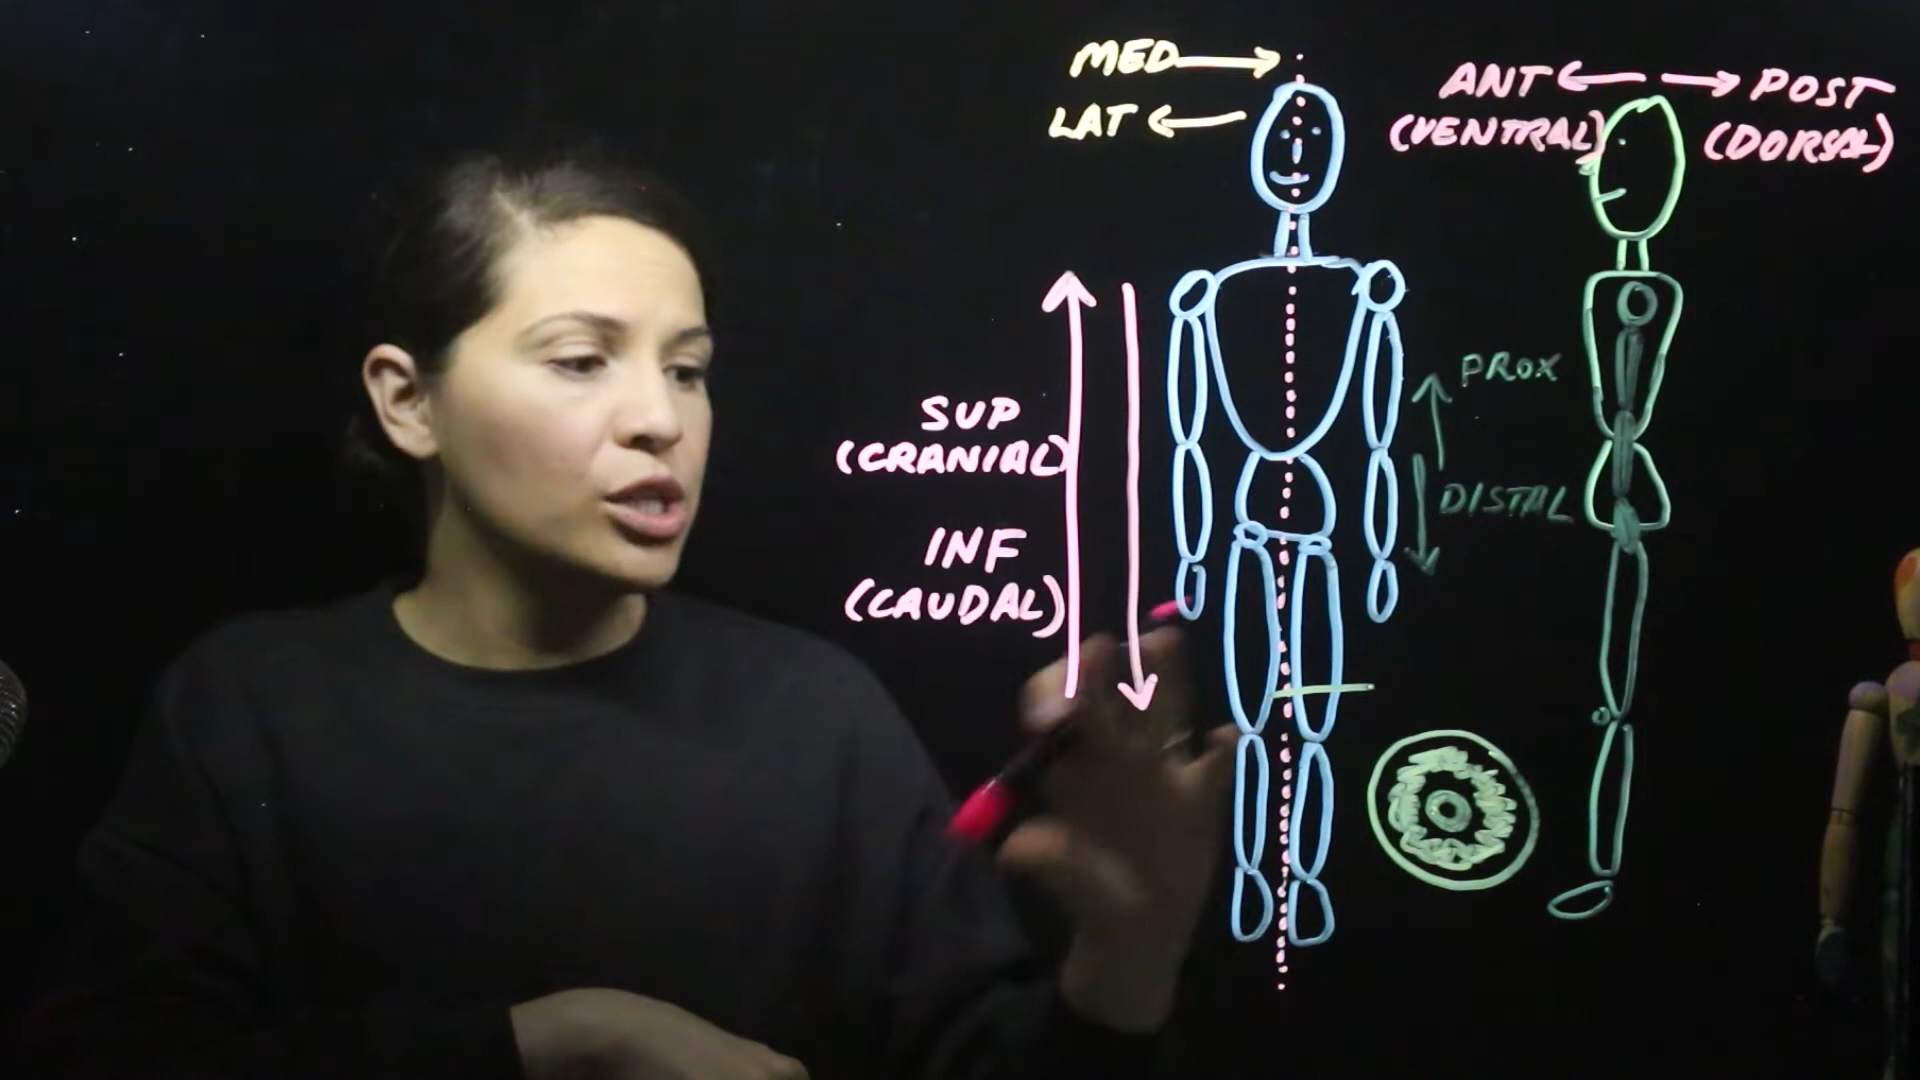 MED
LAT
ANT
(VENTRAL)
POST
(DORSAL)
SUP
(CRANIAL)
INF
(CAUDAL)
PROX
DISTAL